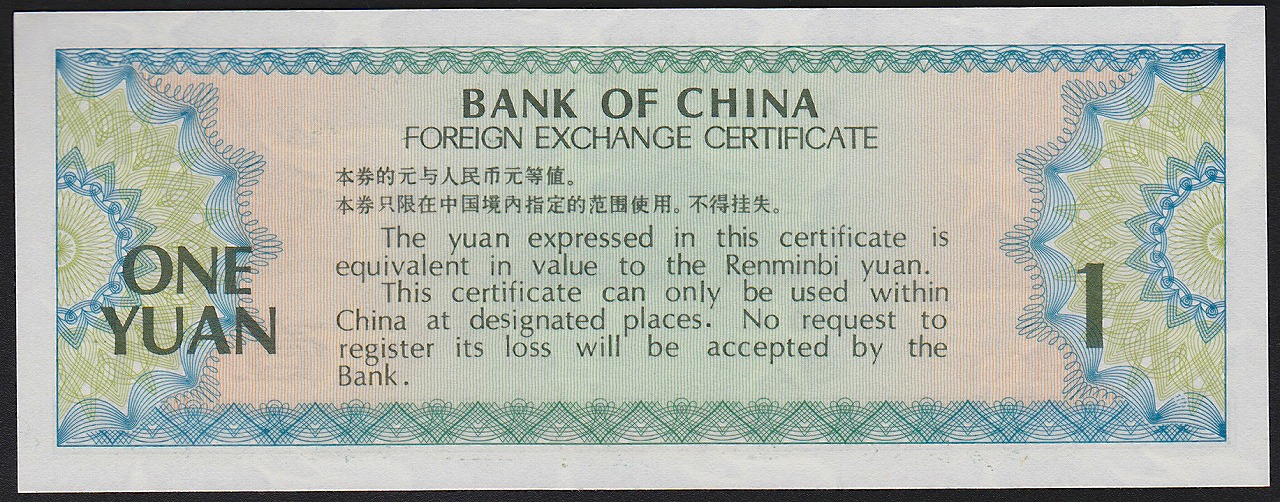 BANK OF CHINA
FOREIGN EXCHANGE CERTIFICATE
本券的元与人民币元等値。
本券只限在中国境内指定的范围使用。不得挂失。
The yuan expressed in this certificate is
equivalent in value to the Renminbi yuan.
This certificate can only be used within
China at designated places. No request to
register its loss will be accepted by the
Bank.
ONE
YUAN
1